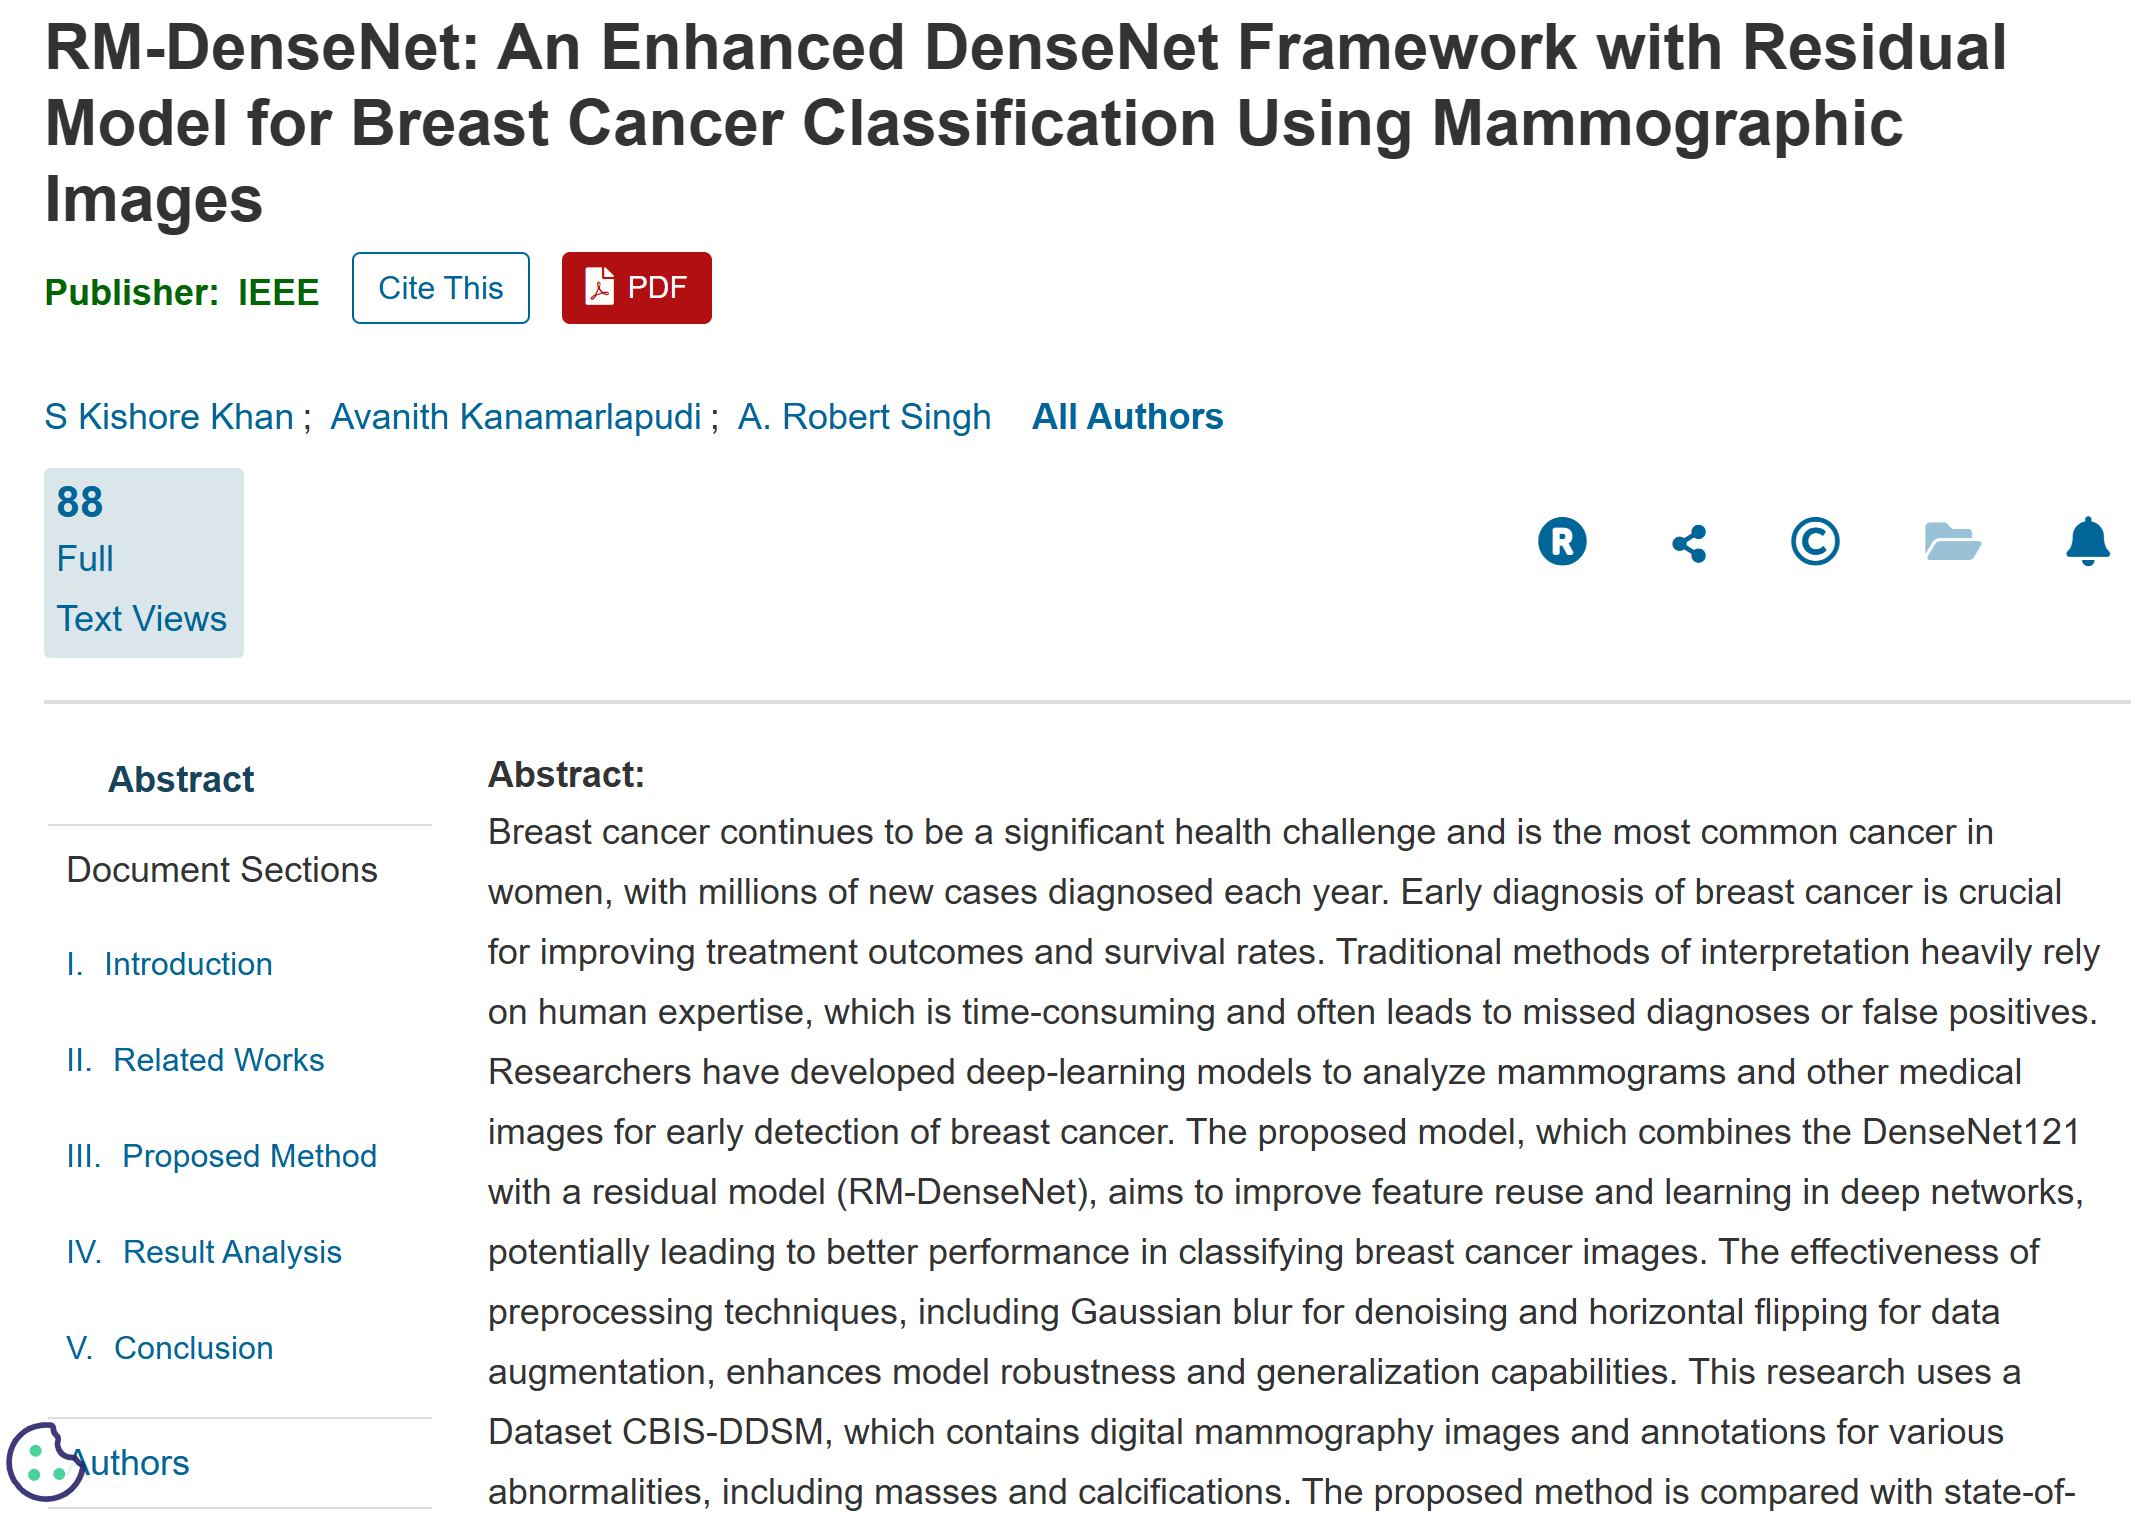 RM-DenseNet: An Enhanced DenseNet Framework with Residual
Model for Breast Cancer Classification Using Mammographic
Images
Publisher: IEEE
Cite This
PDF
S Kishore Khan ; Avanith Kanamarlapudi ; A. Robert Singh All Authors
88
Full
Text Views
R
©
Abstract
Document Sections
I. Introduction
II. Related Works
III. Proposed Method
IV. Result Analysis
V. Conclusion
Authors
Abstract:
Breast cancer continues to be a significant health challenge and is the most common cancer in
women, with millions of new cases diagnosed each year. Early diagnosis of breast cancer is crucial
for improving treatment outcomes and survival rates. Traditional methods of interpretation heavily rely
on human expertise, which is time-consuming and often leads to missed diagnoses or false positives.
Researchers have developed deep-learning models to analyze mammograms and other medical
images for early detection of breast cancer. The proposed model, which combines the DenseNet121
with a residual model (RM-DenseNet), aims to improve feature reuse and learning in deep networks,
potentially leading to better performance in classifying breast cancer images. The effectiveness of
preprocessing techniques, including Gaussian blur for denoising and horizontal flipping for data
augmentation, enhances model robustness and generalization capabilities. This research uses a
Dataset CBIS-DDSM, which contains digital mammography images and annotations for various
abnormalities, including masses and calcifications. The proposed method is compared with state-of-